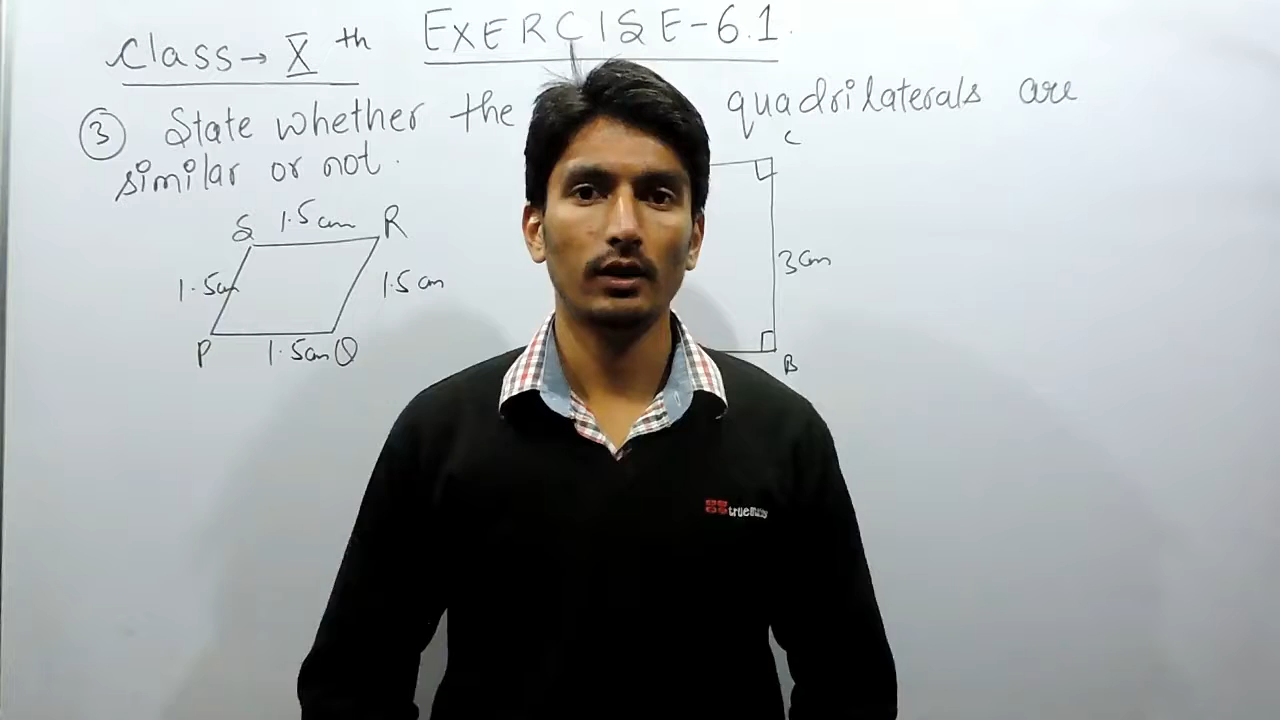 Class → X th EXERCISE-6.1.
③ State whether the quadrilaterals are
similar or not.
S 1.5cm R
C
1.5cm 1.5cm
3cm
P 1.5cm Q
B